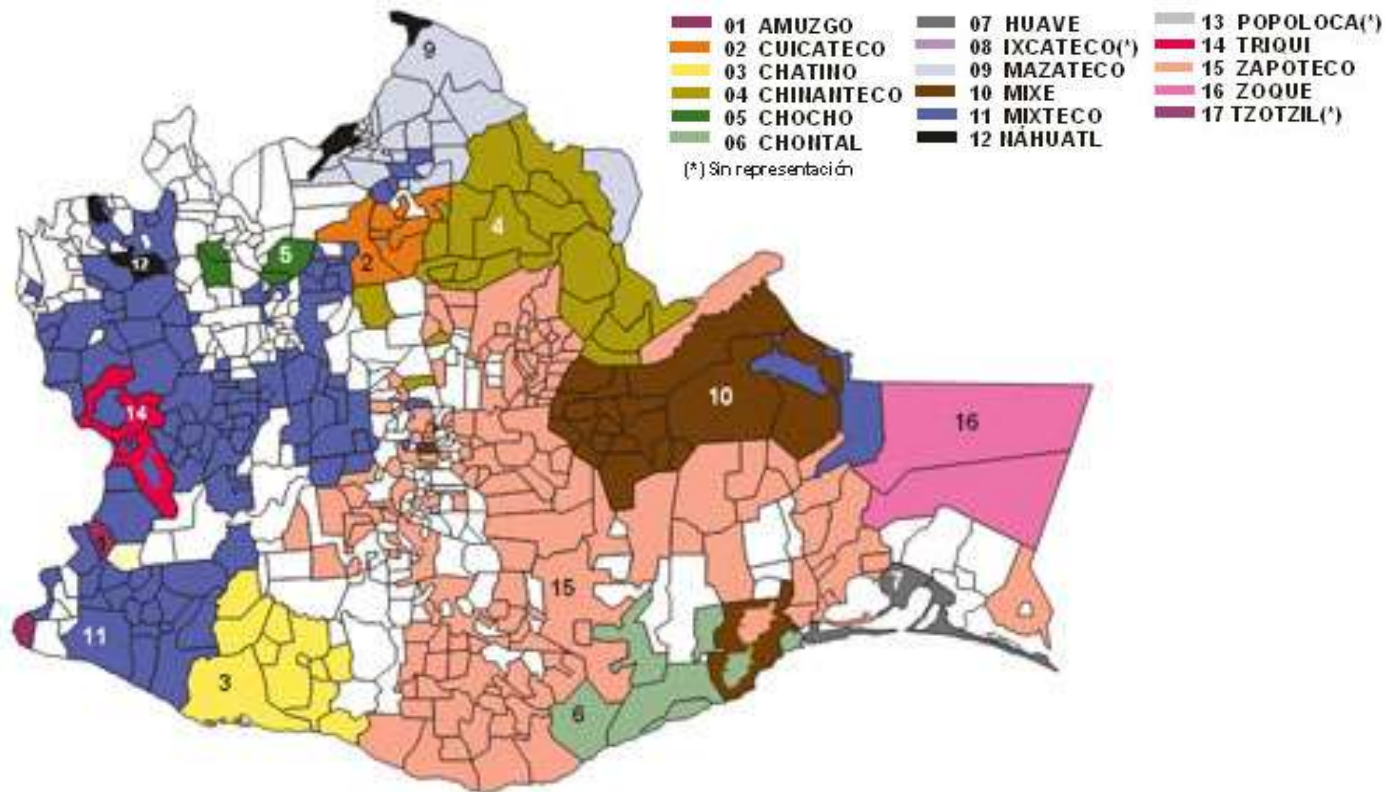 01 AMUZGO
02 CUICATECO
03 CHATINO
04 CHINANTECO
05 CHOCHO
06 CHONTAL
(*) Sin representación
07 HUAVE
08 IXCATECO(*)
09 MAZATECO
10 MIXE
11 MIXTECO
12 NÁHUATL
13 POPOLOCA(*)
14 TRIQUI
15 ZAPOTECO
16 ZOQUE
17 TZOTZIL(*)
9
4
5
2
12
10
14
16
1
15
7
11
3
6